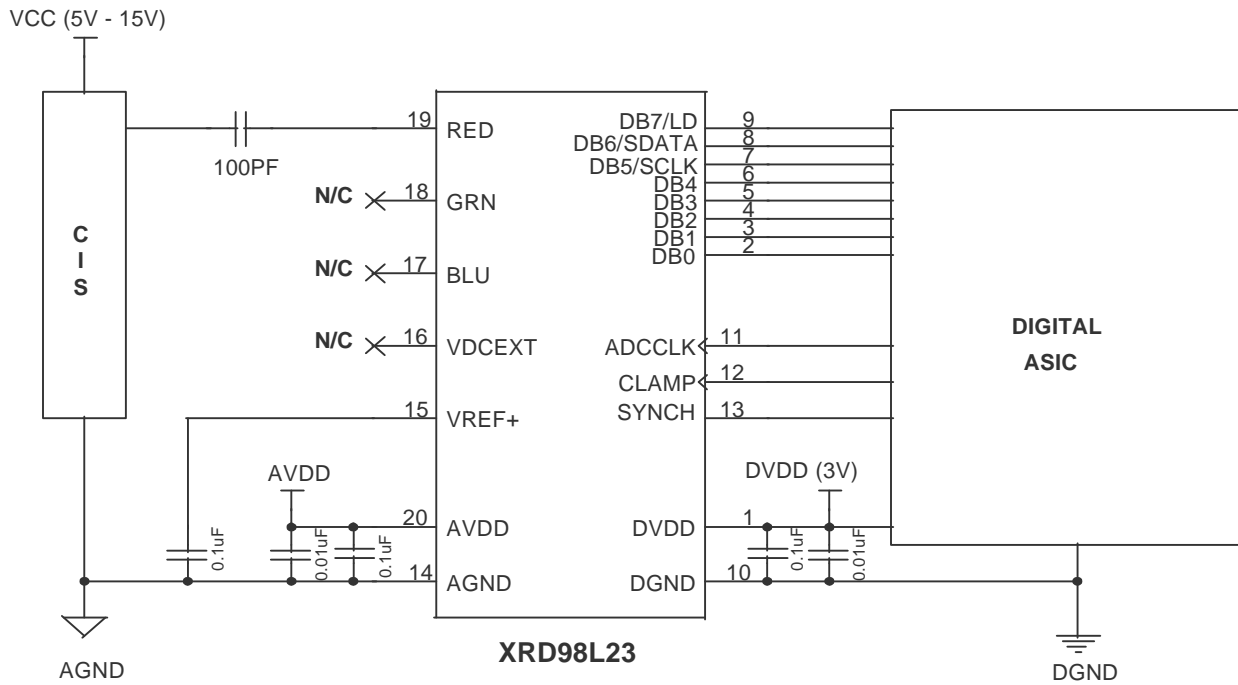 VCC (5V - 15V)
C
I
S
100PF
19 RED
N/C 18 GRN
N/C 17 BLU
N/C 16 VDCEXT
15 VREF+
AVDD
20 AVDD
14 AGND
0.1uF
0.01uF
0.1uF
AGND
DB7/LD 9
DB6/SDATA 8
DB5/SCLK 7
DB4 6
DB3 5
DB2 4
DB1 3
DB0 2
ADCCLK 11
CLAMP 12
SYNCH 13
DVDD (3V)
DVDD 1
DGND 10
0.1uF
0.01uF
XRD98L23
DIGITAL
ASIC
DGND